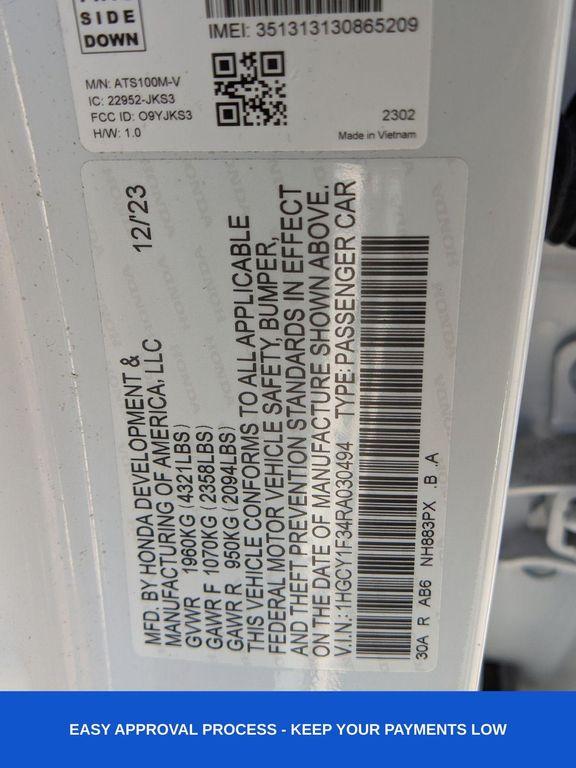 SIDE
DOWN
IMEI: 351313130865209
M/N: ATS100M-V
IC: 22952-JKS3
FCC ID: O9YJKS3
H/W: 1.0
2302
Made in Vietnam
MFD. BY HONDA DEVELOPMENT & 12/'23
MANUFACTURING OF AMERICA, LLC
GVWR 1960KG (4321LBS)
GAWR F 1070KG (2358LBS)
GAWR R 950KG (2094LBS)
THIS VEHICLE CONFORMS TO ALL APPLICABLE
FEDERAL MOTOR VEHICLE SAFETY, BUMPER,
AND THEFT PREVENTION STANDARDS IN EFFECT
ON THE DATE OF MANUFACTURE SHOWN ABOVE.
V.I.N.: 1HGCY1F34RA030494 TYPE: PASSENGER CAR
30A R AB6 NH883PX .B .A
EASY APPROVAL PROCESS - KEEP YOUR PAYMENTS LOW